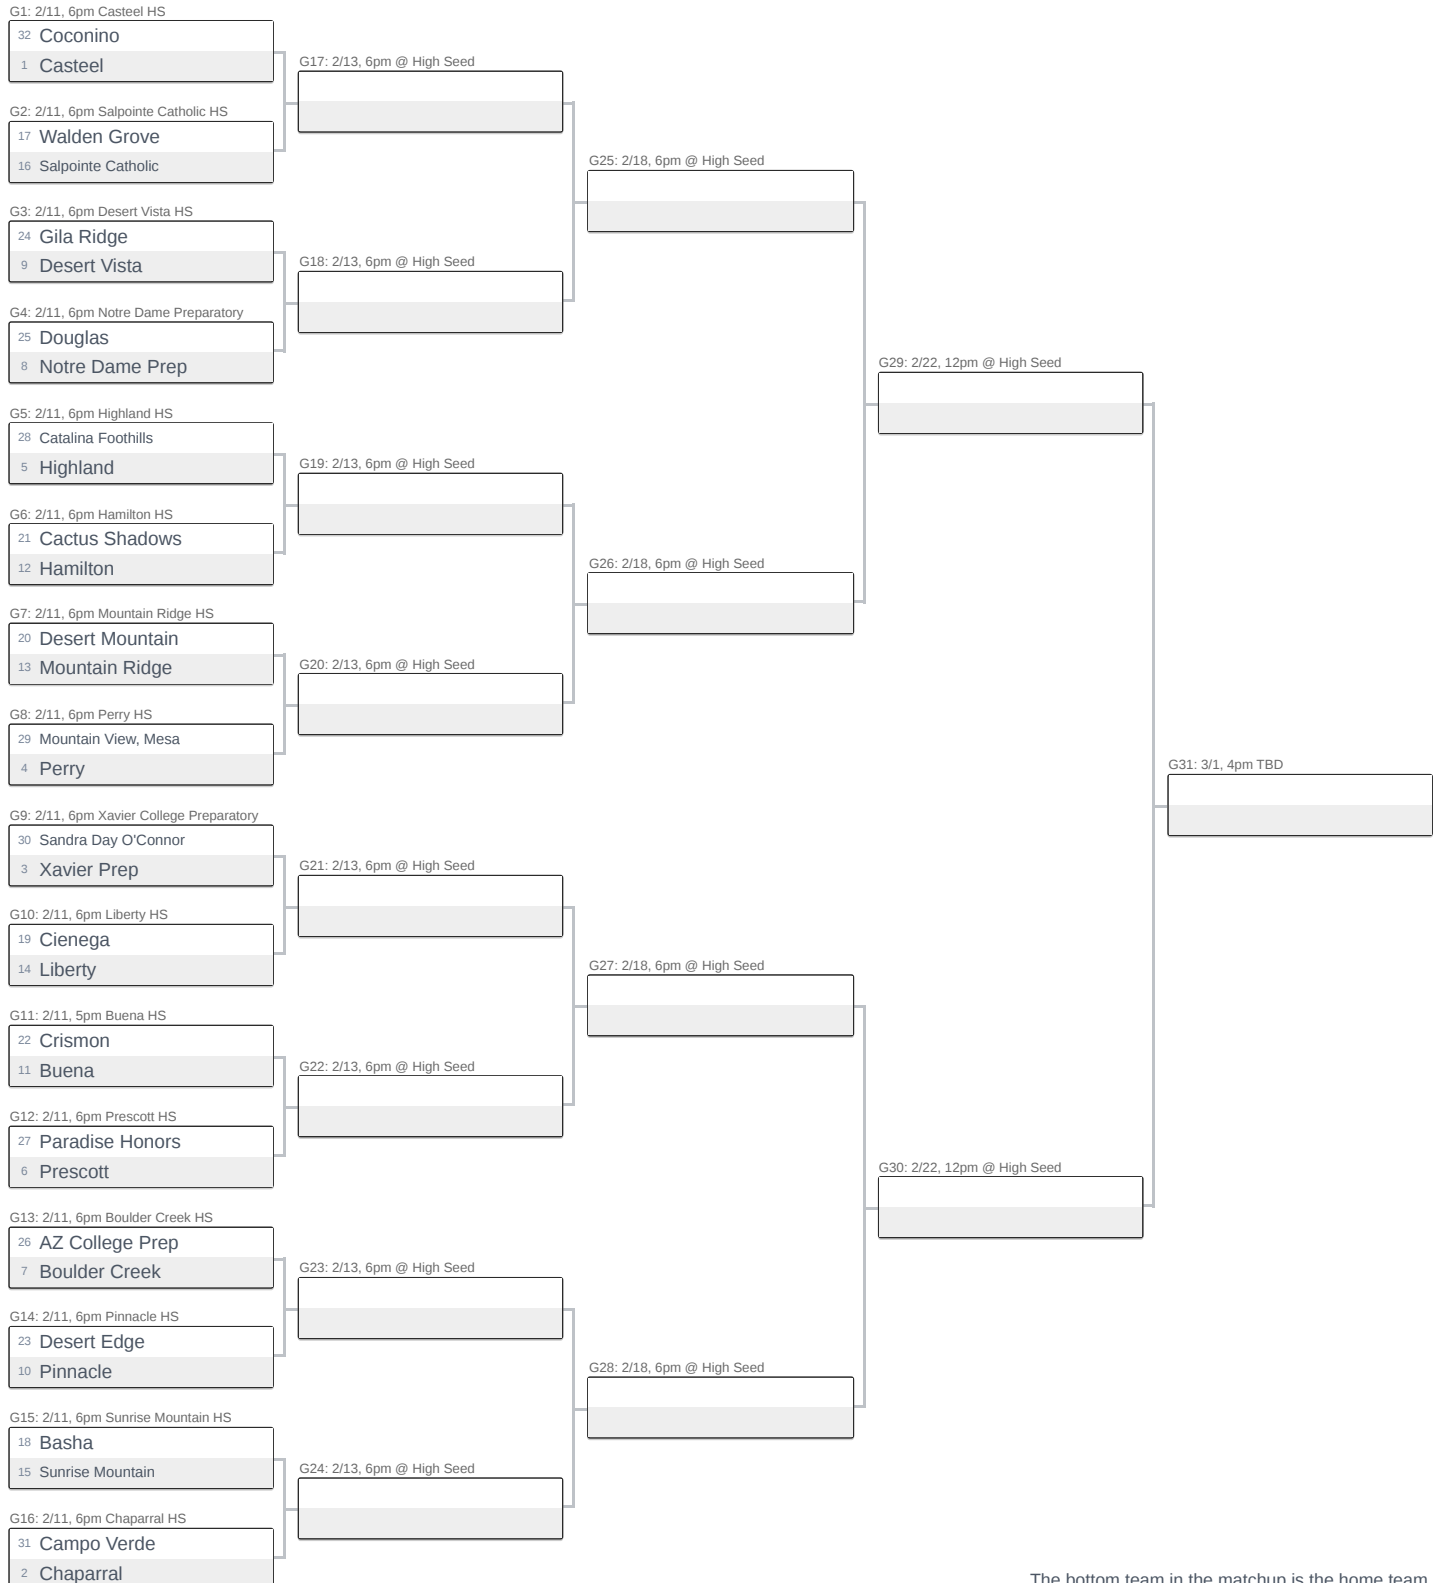 G1: 2/11, 6pm Casteel HS
32 Coconino
1 Casteel
G2: 2/11, 6pm Salpointe Catholic HS
17 Walden Grove
16 Salpointe Catholic
G3: 2/11, 6pm Desert Vista HS
24 Gila Ridge
9 Desert Vista
G4: 2/11, 6pm Notre Dame Preparatory
25 Douglas
8 Notre Dame Prep
G5: 2/11, 6pm Highland HS
28 Catalina Foothills
5 Highland
G6: 2/11, 6pm Hamilton HS
21 Cactus Shadows
12 Hamilton
G7: 2/11, 6pm Mountain Ridge HS
20 Desert Mountain
13 Mountain Ridge
G8: 2/11, 6pm Perry HS
29 Mountain View, Mesa
4 Perry
G9: 2/11, 6pm Xavier College Preparatory
30 Sandra Day O'Connor
3 Xavier Prep
G10: 2/11, 6pm Liberty HS
19 Cienega
14 Liberty
G11: 2/11, 5pm Buena HS
22 Crismon
11 Buena
G12: 2/11, 6pm Prescott HS
27 Paradise Honors
6 Prescott
G13: 2/11, 6pm Boulder Creek HS
26 AZ College Prep
7 Boulder Creek
G14: 2/11, 6pm Pinnacle HS
23 Desert Edge
10 Pinnacle
G15: 2/11, 6pm Sunrise Mountain HS
18 Basha
15 Sunrise Mountain
G16: 2/11, 6pm Chaparral HS
31 Campo Verde
2 Chaparral
G17: 2/13, 6pm @ High Seed
G18: 2/13, 6pm @ High Seed
G19: 2/13, 6pm @ High Seed
G20: 2/13, 6pm @ High Seed
G21: 2/13, 6pm @ High Seed
G22: 2/13, 6pm @ High Seed
G23: 2/13, 6pm @ High Seed
G24: 2/13, 6pm @ High Seed
G25: 2/18, 6pm @ High Seed
G26: 2/18, 6pm @ High Seed
G27: 2/18, 6pm @ High Seed
G28: 2/18, 6pm @ High Seed
G29: 2/22, 12pm @ High Seed
G30: 2/22, 12pm @ High Seed
G31: 3/1, 4pm TBD
The bottom team in the matchup is the home team